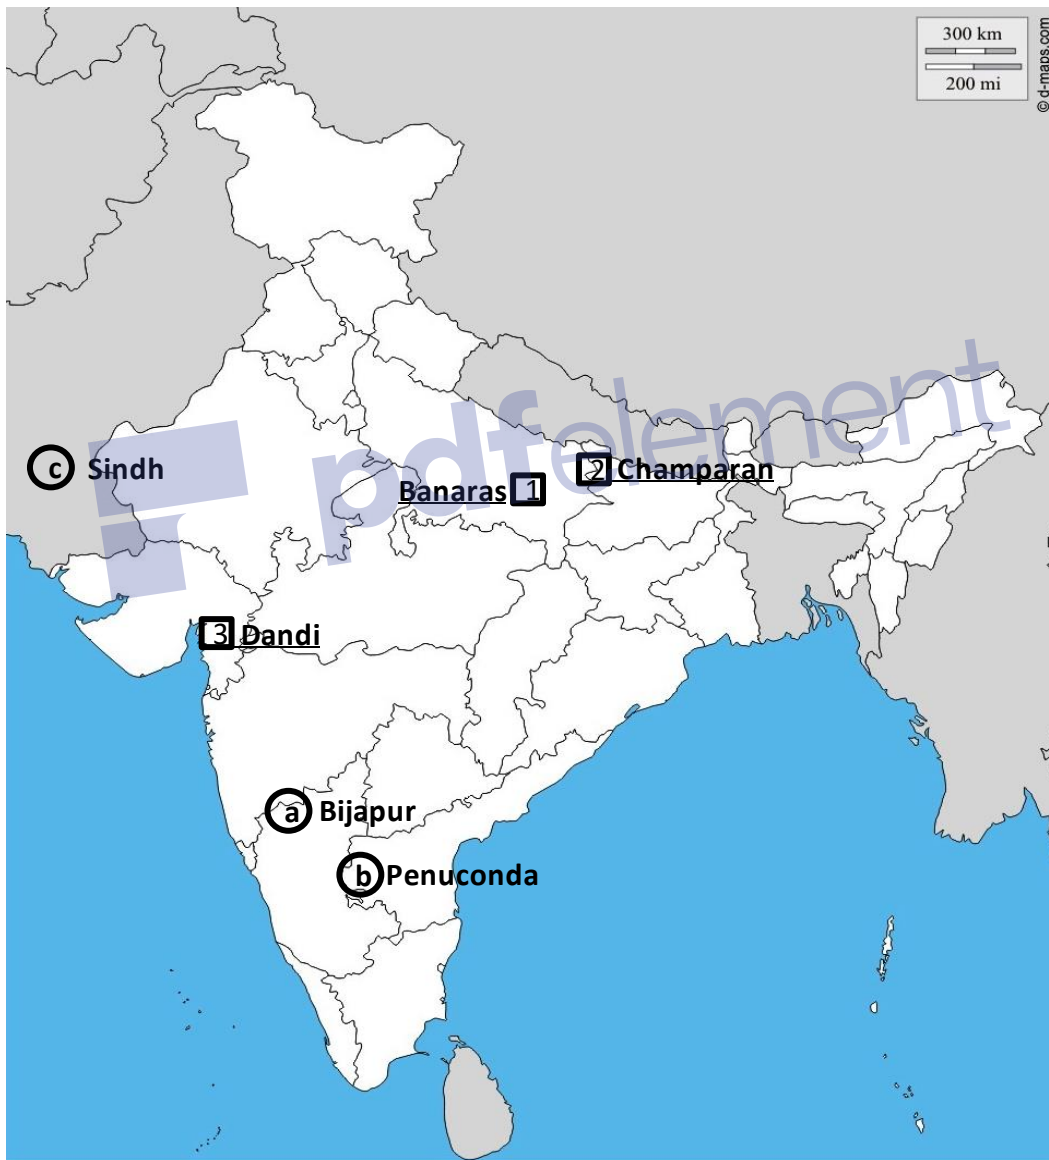 300 km
200 mi
© d-maps.com
pdfelement
c Sindh
2 Champaran
Banaras 1
3 Dandi
a Bijapur
b Penuconda